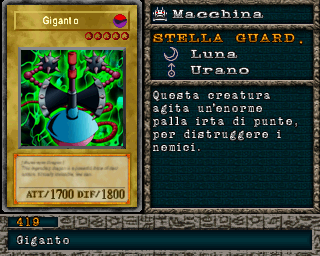 Giganto
ATT/1700 DIF/1800
Macchina
STELLA GUARD.
Luna
Urano
Questa creatura
agita un'enorme
palla irta di punte,
per distruggere i
nemici.
419
Giganto